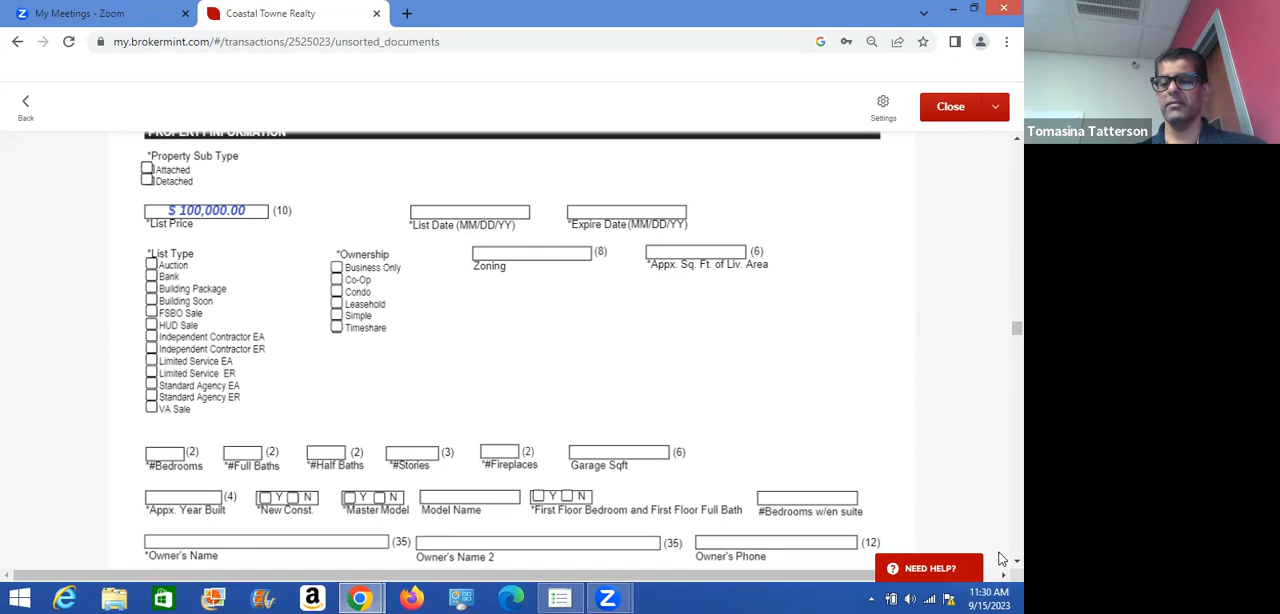 My Meetings - Zoom
Coastal Towne Realty
my.brokermint.com/#/transactions/2525023/unsorted_documents
Back
Settings
Close
Tomasina Tatterson
PROPERTY INFORMATION
*Property Sub Type
Attached
Detached
$ 100,000.00 (10)
*List Price
*List Date (MM/DD/YY)
*Expire Date (MM/DD/YY)
*List Type
Auction
Bank
Building Package
Building Soon
FSBO Sale
HUD Sale
Independent Contractor EA
Independent Contractor ER
Limited Service EA
Limited Service ER
Standard Agency EA
Standard Agency ER
VA Sale
*Ownership
Business Only
Co-Op
Condo
Leasehold
Simple
Timeshare
(8)
Zoning
(6)
*Appx. Sq. Ft. of Liv. Area
(2) (2) (2) (3) (2) (6)
*#Bedrooms *#Full Baths *#Half Baths *#Stories *#Fireplaces Garage Sqft
(4) Y N Y N Y N
*Appx. Year Built *New Const. *Master Model Model Name *First Floor Bedroom and First Floor Full Bath #Bedrooms w/en suite
(35) (35) (12)
*Owner's Name Owner's Name 2 Owner's Phone
NEED HELP?
11:30 AM
9/15/2023